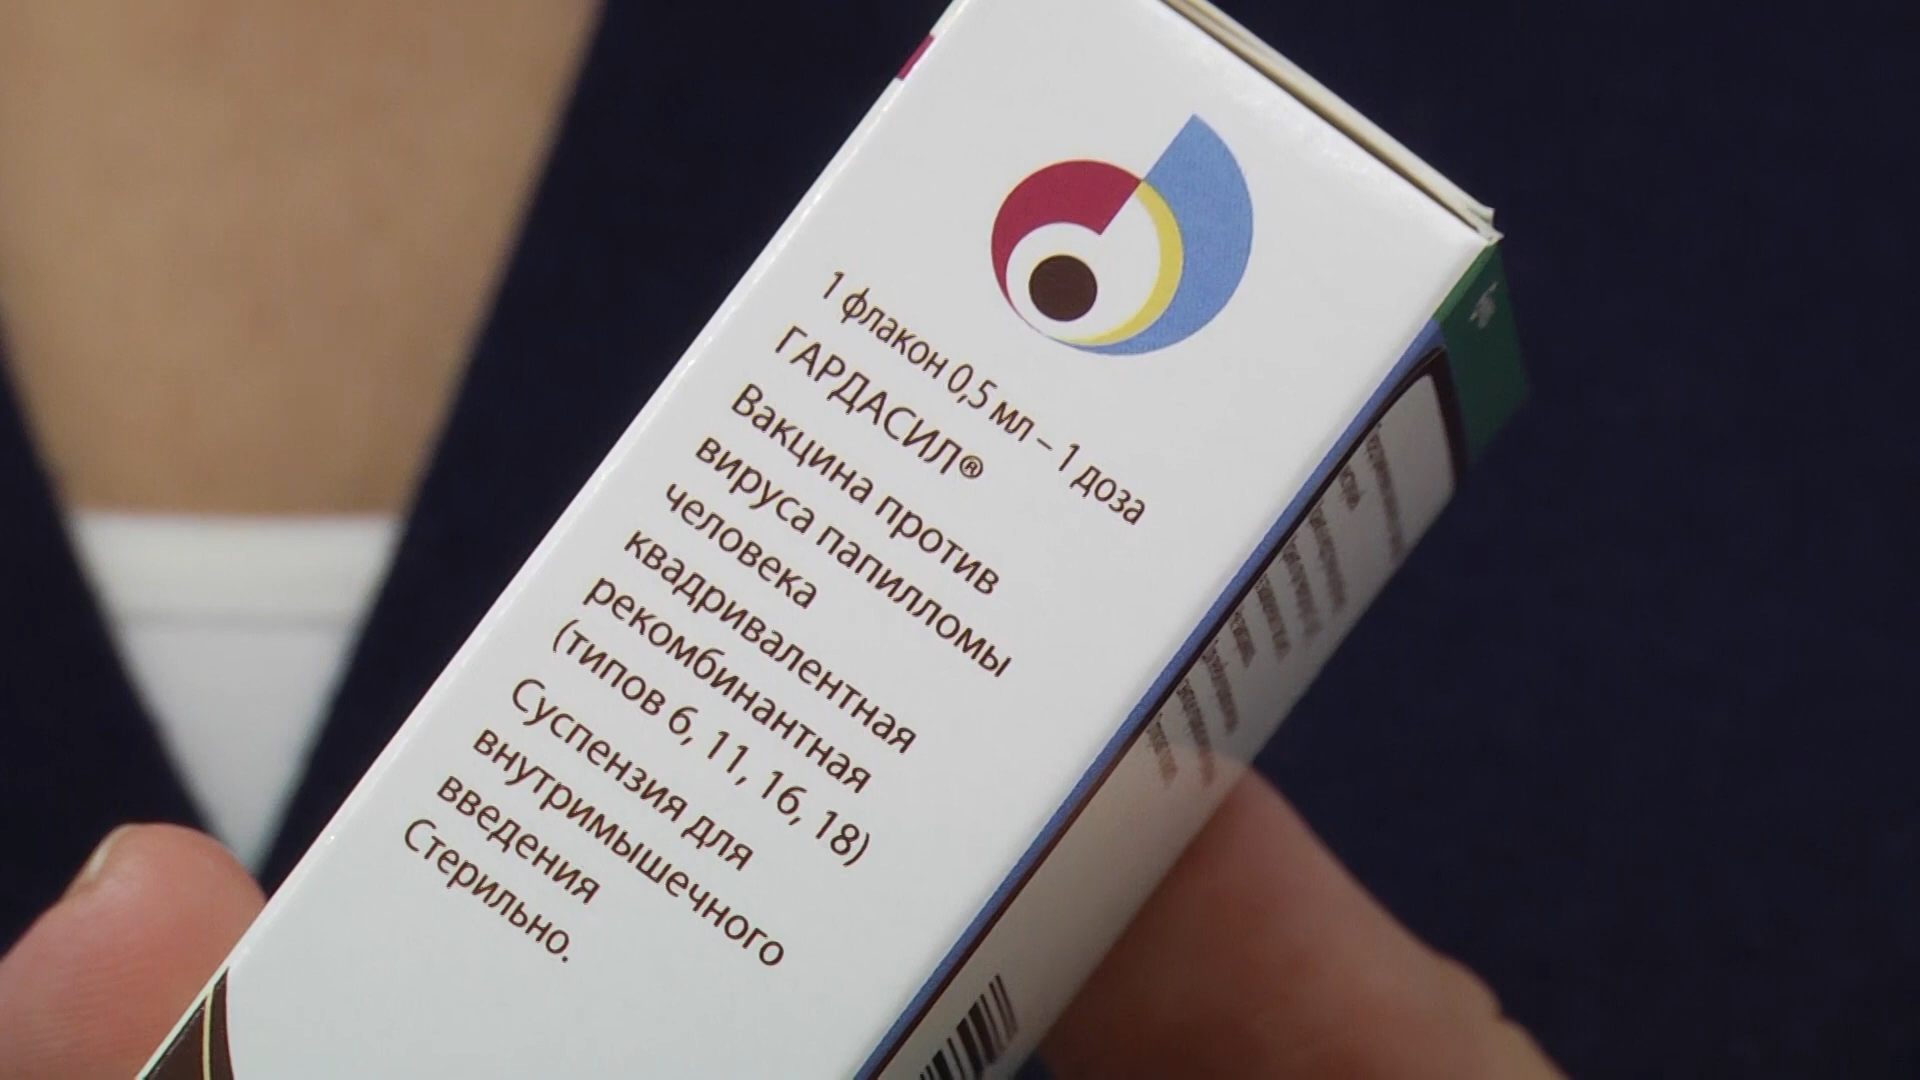 1 флакон 0,5 мл – 1 доза
ГАРДАСИЛ®
Вакцина против
вируса папилломы
человека
квадривалентная
рекомбинантная
(типов 6, 11, 16, 18)
Суспензия для
внутримышечного
введения
Стерильно.